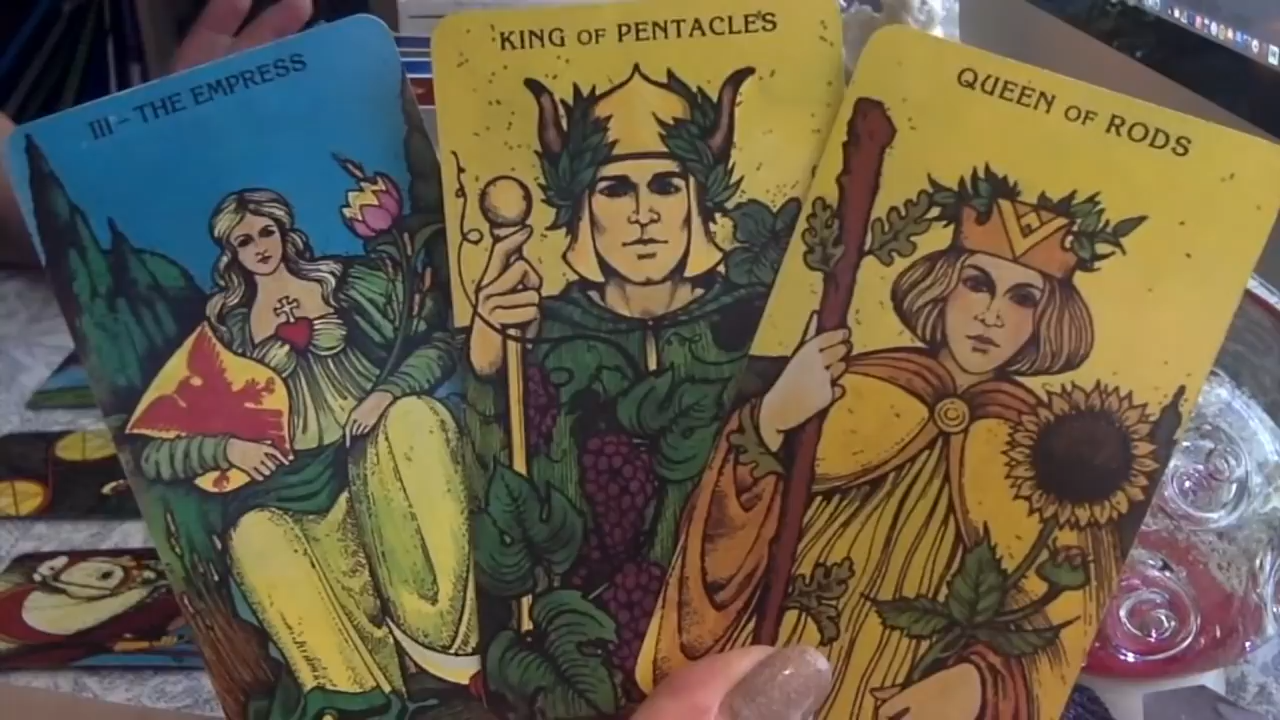 III – THE EMPRESS
KING OF PENTACLES
QUEEN OF RODS